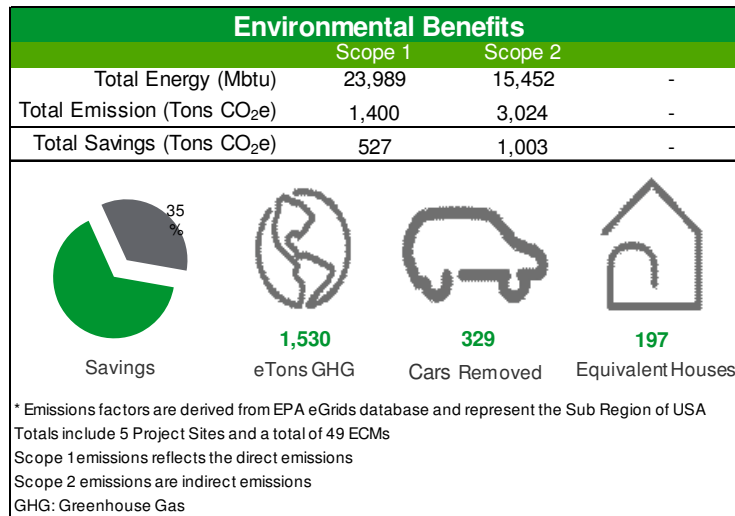 Environmental Benefits
Scope 1 Scope 2
Total Energy (Mbtu) 23,989 15,452 -
Total Emission (Tons CO₂e) 1,400 3,024 -
Total Savings (Tons CO₂e) 527 1,003 -
35
%
1,530 329 197
Savings eTons GHG Cars Removed Equivalent Houses
* Emissions factors are derived from EPA eGrids database and represent the Sub Region of USA
Totals include 5 Project Sites and a total of 49 ECMs
Scope 1 emissions reflects the direct emissions
Scope 2 emissions are indirect emissions
GHG: Greenhouse Gas